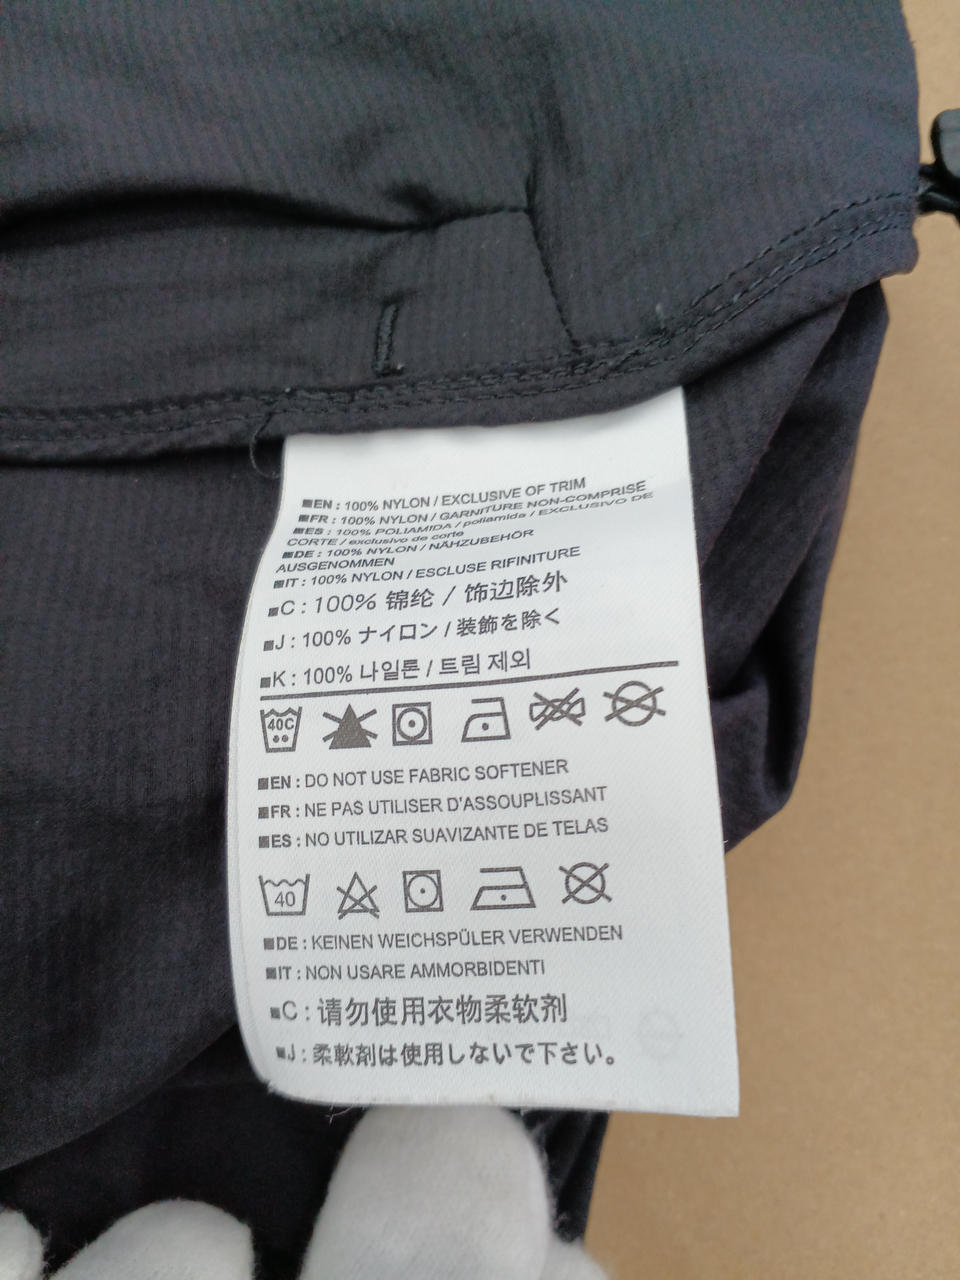 EN : 100% NYLON / EXCLUSIVE OF TRIM
FR : 100% NYLON / GARNITURE NON-COMPRISE
ES : 100% POLIAMIDA / poliamida / EXCLUSIVO DE
CORTE / exclusivo de corte
DE : 100% NYLON / NÄHZUBEHÖR
AUSGENOMMEN
IT : 100% NYLON / ESCLUSE RIFINITURE
C : 100% 锦纶 / 饰边除外
J : 100% ナイロン / 装飾を除く
K : 100% 나일론 / 트림 제외
40C
EN : DO NOT USE FABRIC SOFTENER
FR : NE PAS UTILISER D'ASSOUPLISSANT
ES : NO UTILIZAR SUAVIZANTE DE TELAS
40
DE : KEINEN WEICHSPÜLER VERWENDEN
IT : NON USARE AMMORBIDENTI
C : 请勿使用衣物柔软剂
J : 柔軟剤は使用しないで下さい。